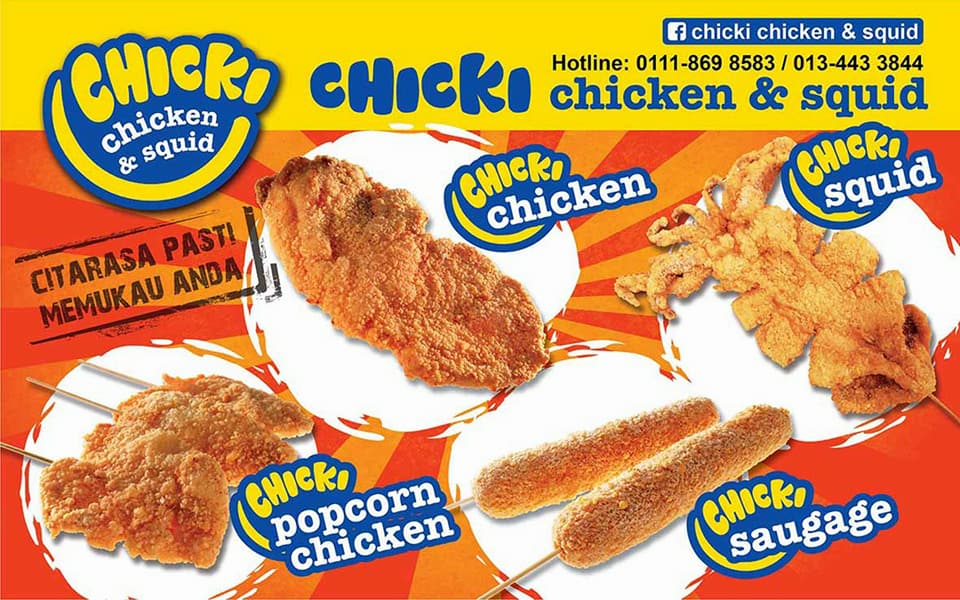 CHICKI
chicken
& squid
f chicki chicken & squid
Hotline: 0111-869 8583 / 013-443 3844
CHICKI chicken & squid
CHICKI
chicken
CHICKI
squid
CITARASA PASTI
MEMUKAU ANDA
CHICKI
popcorn
chicken
CHICKI
saugage